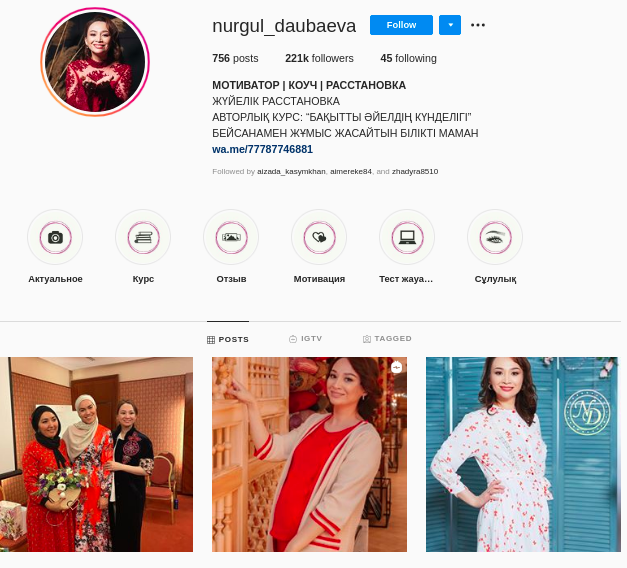 nurgul_daubaeva Follow
756 posts 221k followers 45 following
МОТИВАТОР | КОУЧ | РАССТАНОВКА
ЖҮЙЕЛІК РАССТАНОВКА
АВТОРЛЫҚ КУРС: “БАҚЫТТЫ ӘЙЕЛДІҢ КҮНДЕЛІГІ”
БЕЙСАНАМЕН ЖҰМЫС ЖАСАЙТЫН БІЛІКТІ МАМАН
wa.me/77787746881
Followed by aizada_kasymkhan, aimereke84, and zhadyra8510
Актуальное Курс Отзыв Мотивация Тест жауа... Сұлулық
POSTS IGTV TAGGED
ND